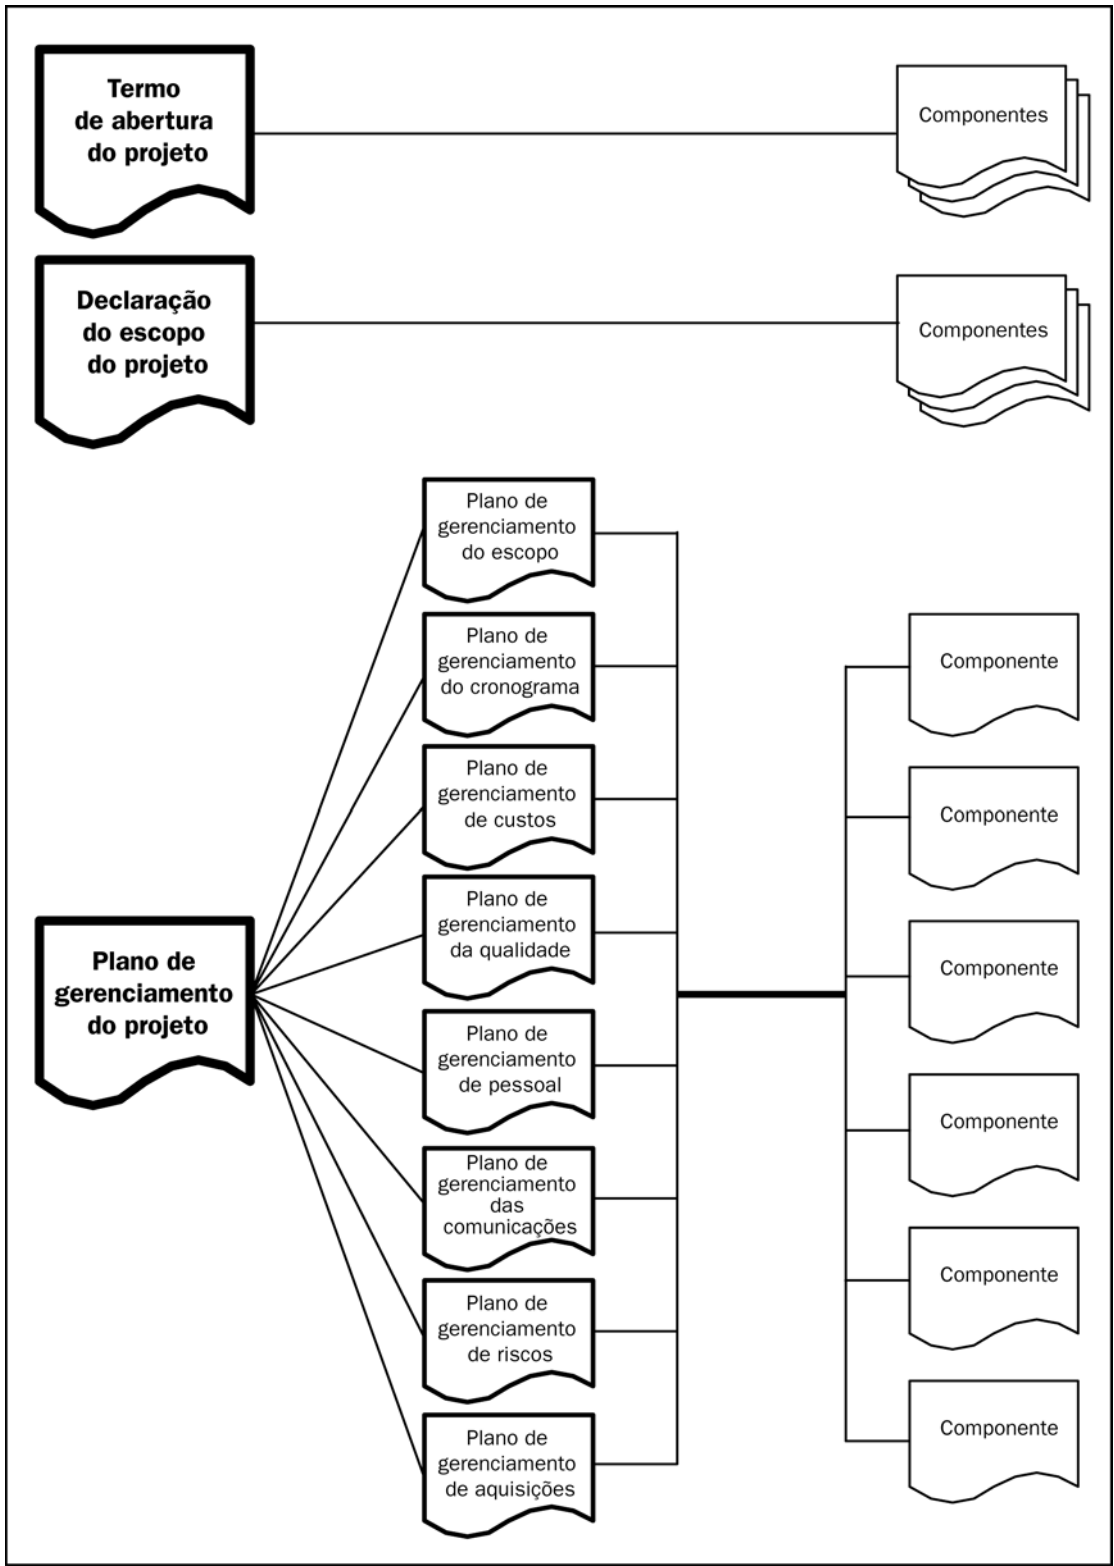 Termo
de abertura
do projeto
Componentes
Declaração
do escopo
do projeto
Componentes
Plano de
gerenciamento
do projeto
Plano de
gerenciamento
do escopo
Plano de
gerenciamento
do cronograma
Plano de
gerenciamento
de custos
Plano de
gerenciamento
da qualidade
Plano de
gerenciamento
de pessoal
Plano de
gerenciamento
das
comunicações
Plano de
gerenciamento
de riscos
Plano de
gerenciamento
de aquisições
Componente
Componente
Componente
Componente
Componente
Componente